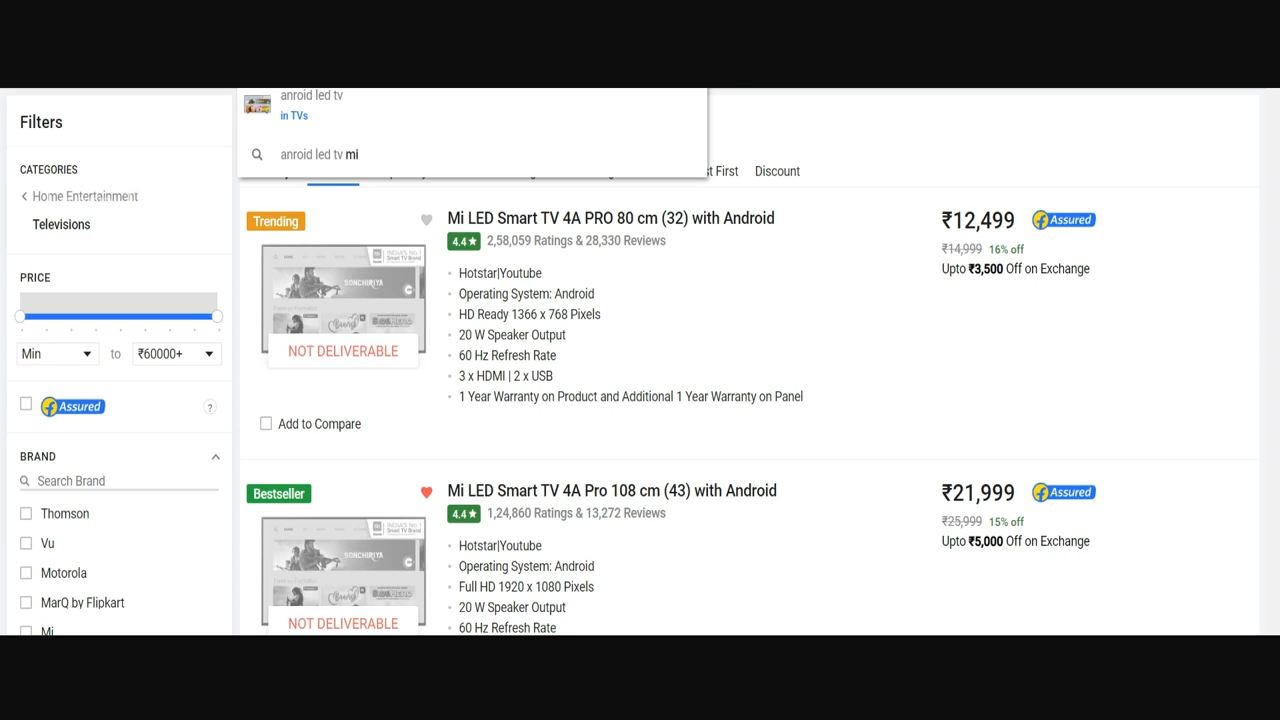 anroid led tv
in TVs
anroid led tv mi
Filters
CATEGORIES
Home Entertainment
Televisions
PRICE
Min to ₹60000+
Assured ?
BRAND
Search Brand
Thomson
Vu
Motorola
MarQ by Flipkart
Mi
st First Discount
Trending
Mi LED Smart TV 4A PRO 80 cm (32) with Android
4.4★ 2,58,059 Ratings & 28,330 Reviews
Hotstar|Youtube
Operating System: Android
HD Ready 1366 x 768 Pixels
20 W Speaker Output
60 Hz Refresh Rate
3 x HDMI | 2 x USB
1 Year Warranty on Product and Additional 1 Year Warranty on Panel
SONCHIRIYA
NOT DELIVERABLE
Add to Compare
₹12,499 Assured
₹14,999 16% off
Upto ₹3,500 Off on Exchange
Bestseller
Mi LED Smart TV 4A Pro 108 cm (43) with Android
4.4★ 1,24,860 Ratings & 13,272 Reviews
Hotstar|Youtube
Operating System: Android
Full HD 1920 x 1080 Pixels
20 W Speaker Output
60 Hz Refresh Rate
SONCHIRIYA
NOT DELIVERABLE
₹21,999 Assured
₹25,999 15% off
Upto ₹5,000 Off on Exchange